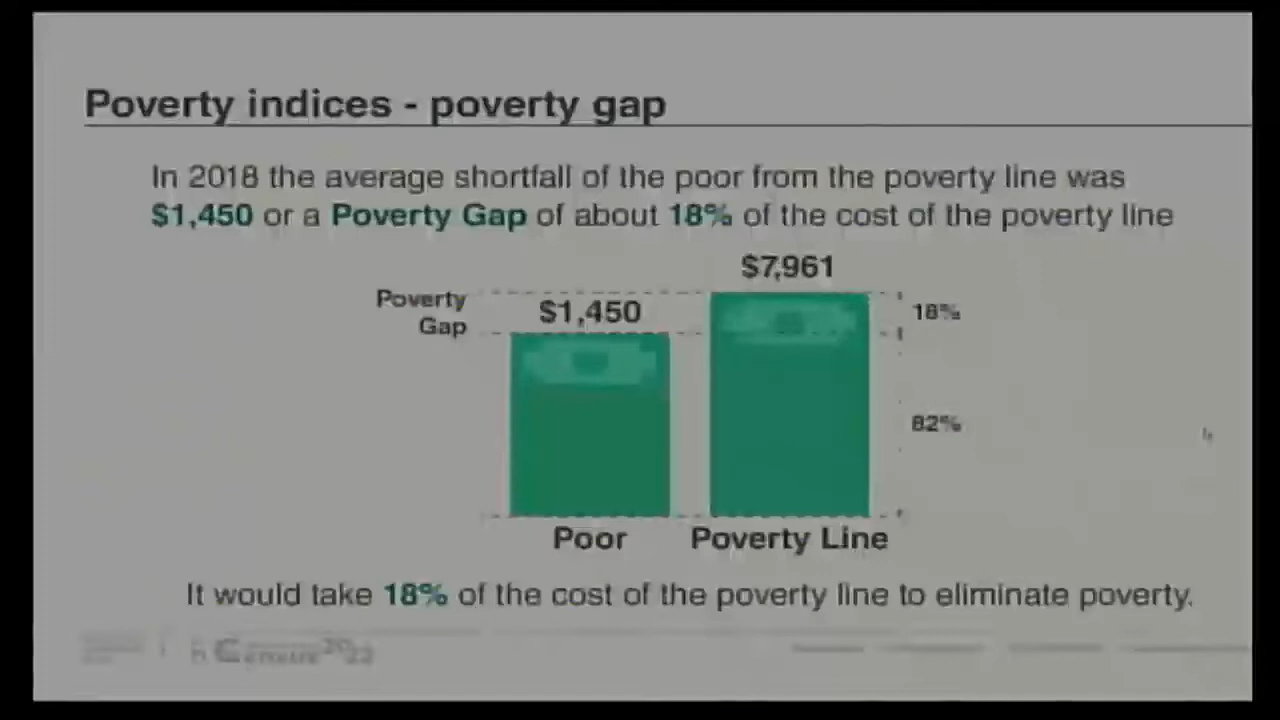 Poverty indices - poverty gap
In 2018 the average shortfall of the poor from the poverty line was
$1,450 or a Poverty Gap of about 18% of the cost of the poverty line
$7,961
Poverty
Gap
$1,450
18%
82%
Poor
Poverty Line
It would take 18% of the cost of the poverty line to eliminate poverty.
Census 2022